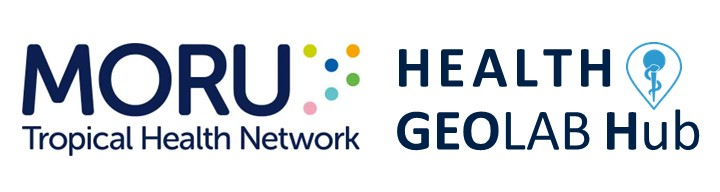 MORU
Tropical Health Network
HEALTH
GEOLAB Hub